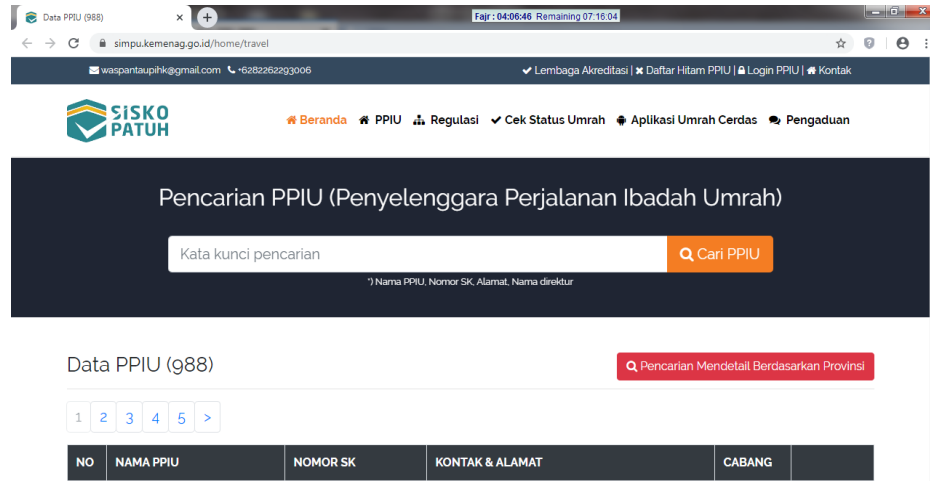 Data PPIU (988)
Fajr : 04:06:46 Remaining 07:16:04
simpu.kemenag.go.id/home/travel
waspantaupihk@gmail.com +6282262293006
Lembaga Akreditasi | Daftar Hitam PPIU | Login PPIU | Kontak
SISKO
PATUH
Beranda PPIU Regulasi Cek Status Umrah Aplikasi Umrah Cerdas Pengaduan
Pencarian PPIU (Penyelenggara Perjalanan Ibadah Umrah)
Kata kunci pencarian
Cari PPIU
*) Nama PPIU, Nomor SK, Alamat, Nama direktur
Data PPIU (988)
Pencarian Mendetail Berdasarkan Provinsi
1 2 3 4 5 >
NO NAMA PPIU NOMOR SK KONTAK & ALAMAT CABANG